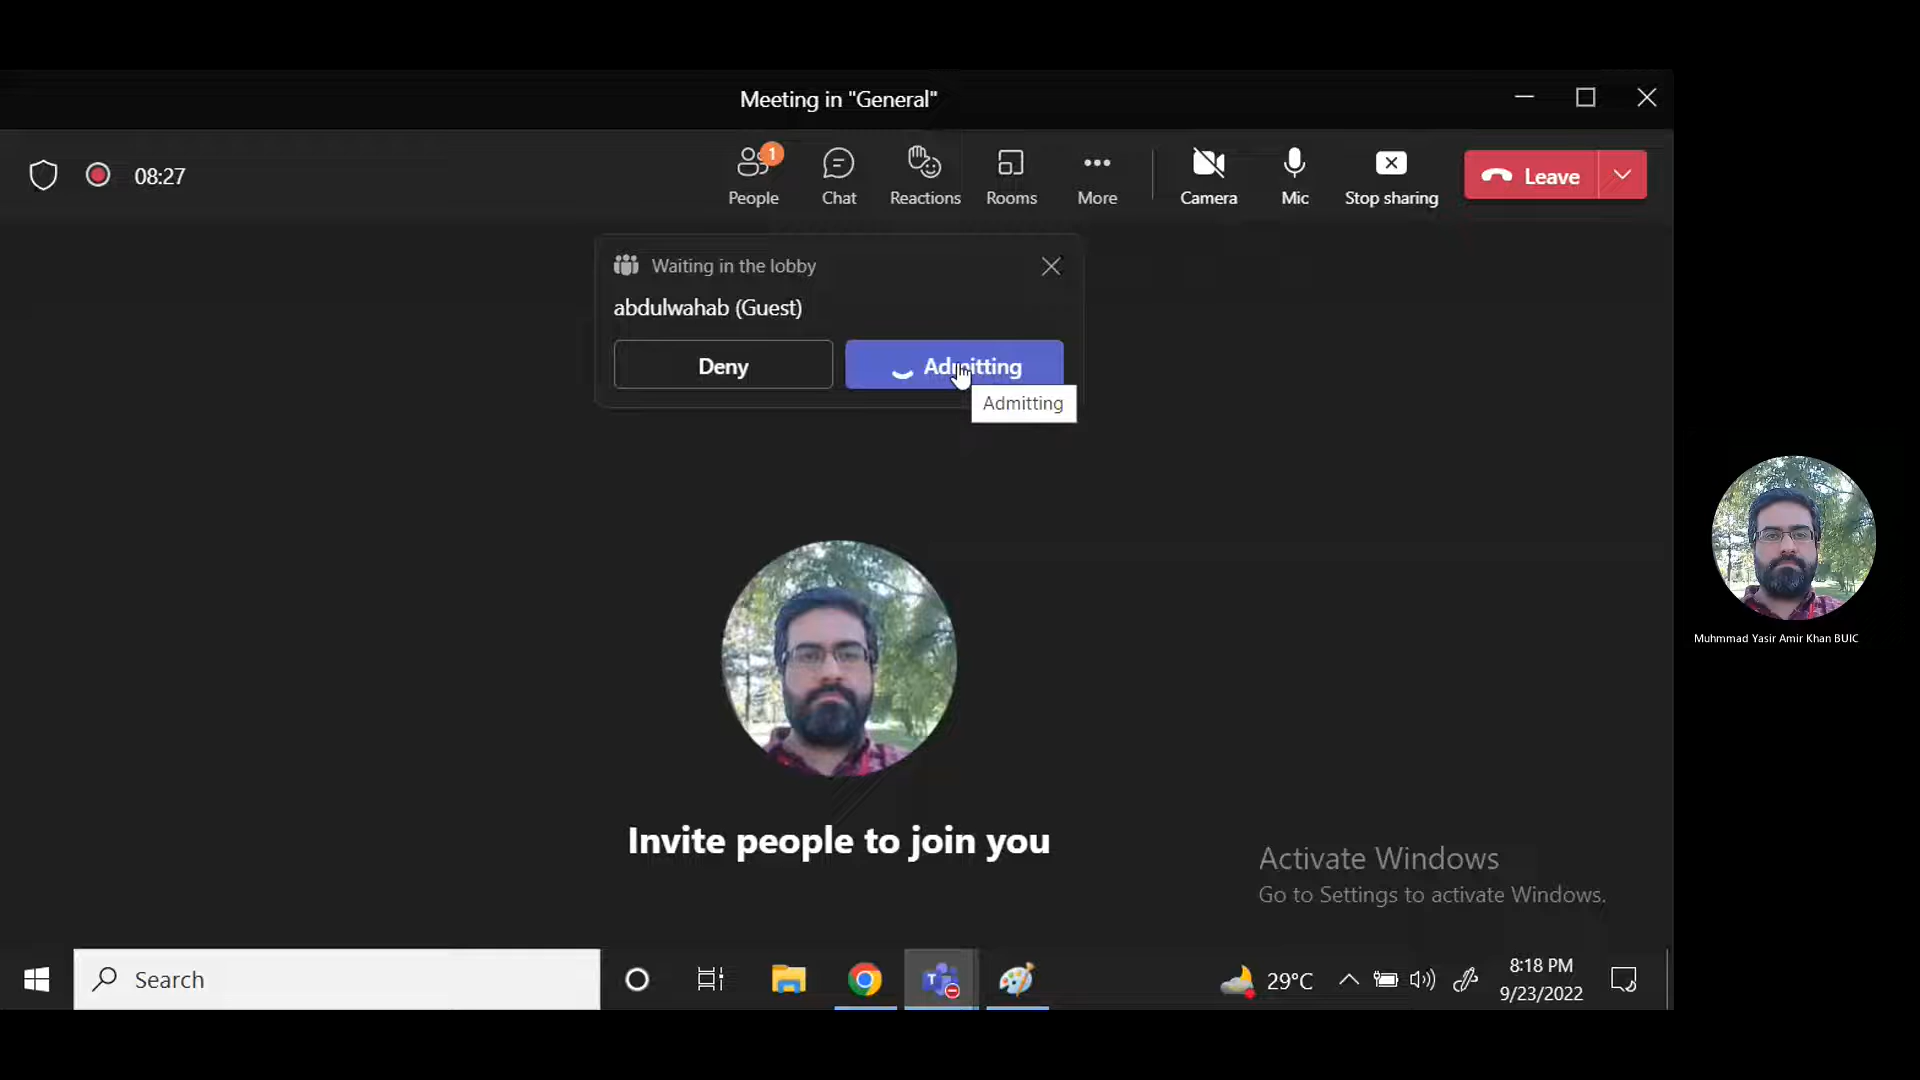 Meeting in "General"
08:27
1
People
Chat
Reactions
Rooms
More
Camera
Mic
Stop sharing
Leave
Waiting in the lobby
abdulwahab (Guest)
Deny
Admitting
Admitting
Muhmmad Yasir Amir Khan BUIC
Invite people to join you
Activate Windows
Go to Settings to activate Windows.
Search
29°C
8:18 PM
9/23/2022